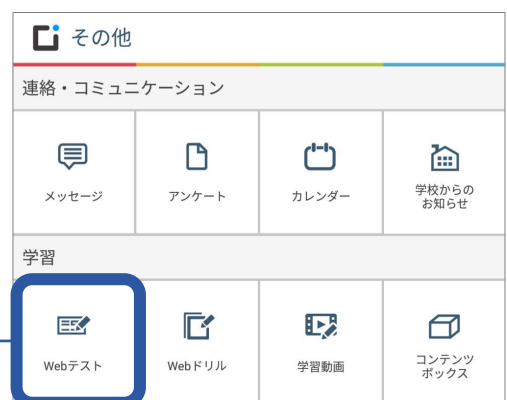 その他
連絡・コミュニケーション
メッセージ
アンケート
カレンダー
学校からの
お知らせ
学習
Webテスト
Webドリル
学習動画
コンテンツ
ボックス